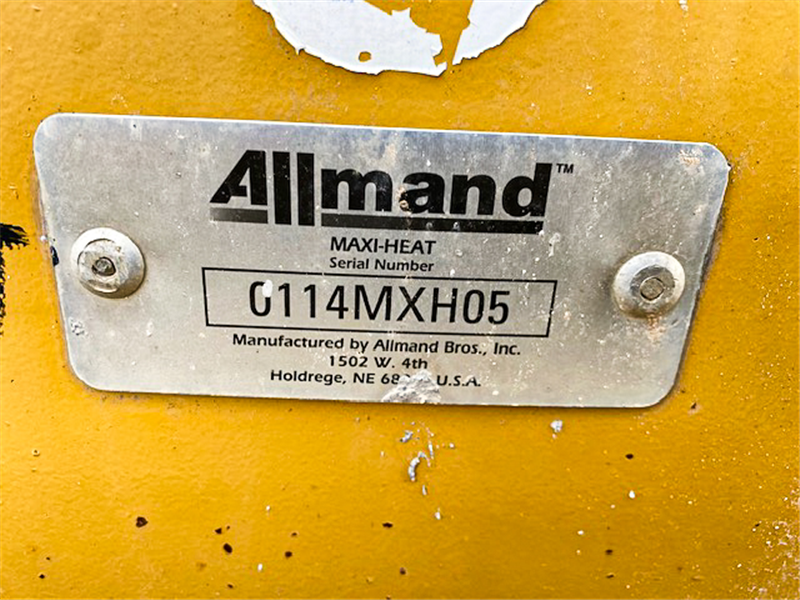 Allmand™
MAXI-HEAT
Serial Number
0114MXH05
Manufactured by Allmand Bros., Inc.
1502 W. 4th
Holdrege, NE U.S.A.